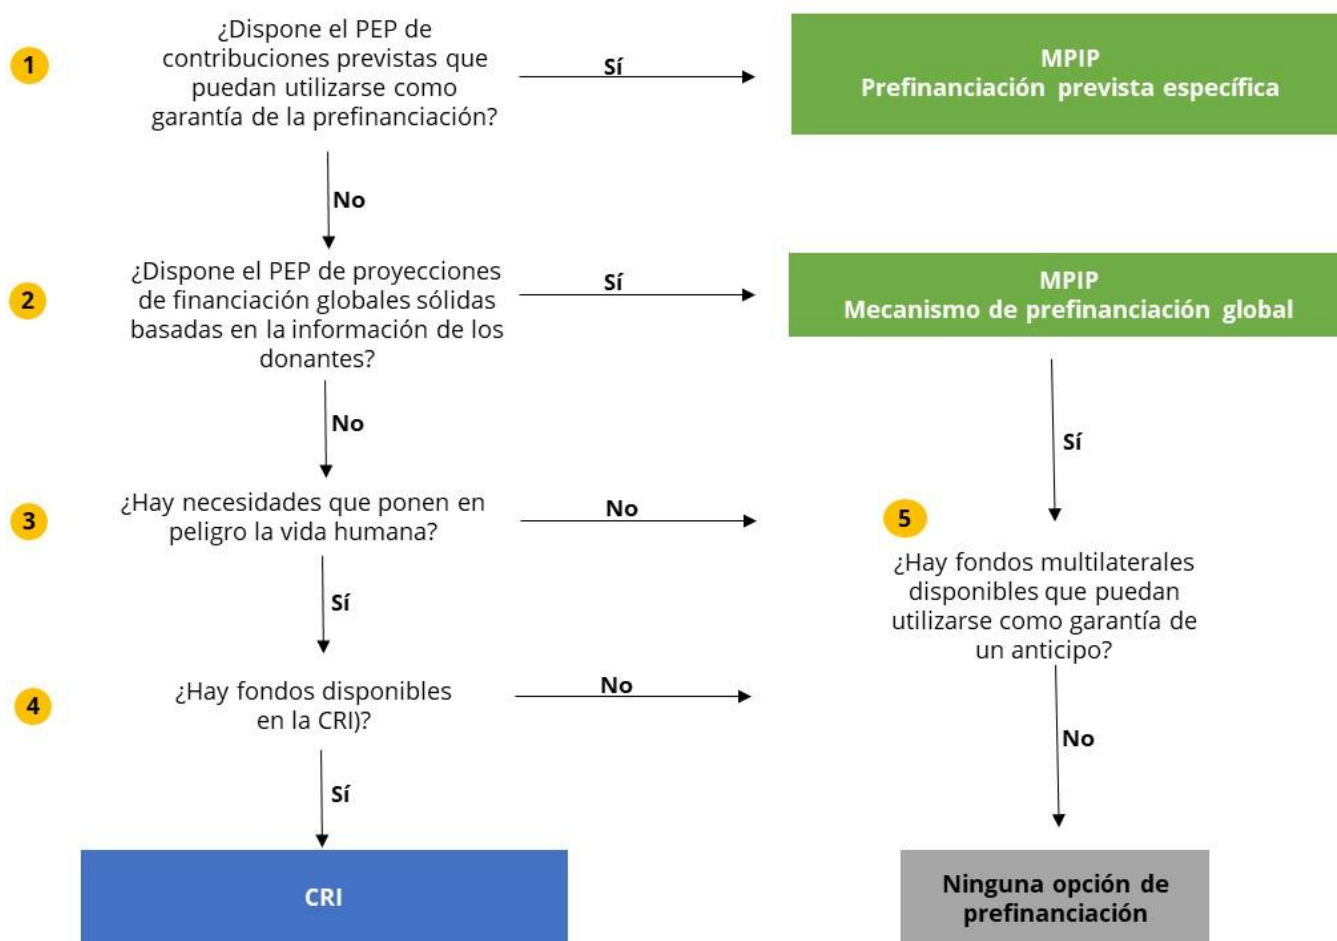 1
¿Dispone el PEP de
contribuciones previstas que
puedan utilizarse como
garantía de la prefinanciación?
Sí
MPIP
Prefinanciación prevista específica
No
2
¿Dispone el PEP de proyecciones
de financiación globales sólidas
basadas en la información de los
donantes?
Sí
MPIP
Mecanismo de prefinanciación global
No
Sí
3
¿Hay necesidades que ponen en
peligro la vida humana?
No
5
¿Hay fondos multilaterales
disponibles que puedan
utilizarse como garantía de
un anticipo?
Sí
4
¿Hay fondos disponibles
en la CRI)?
No
No
Sí
CRI
Ninguna opción de
prefinanciación